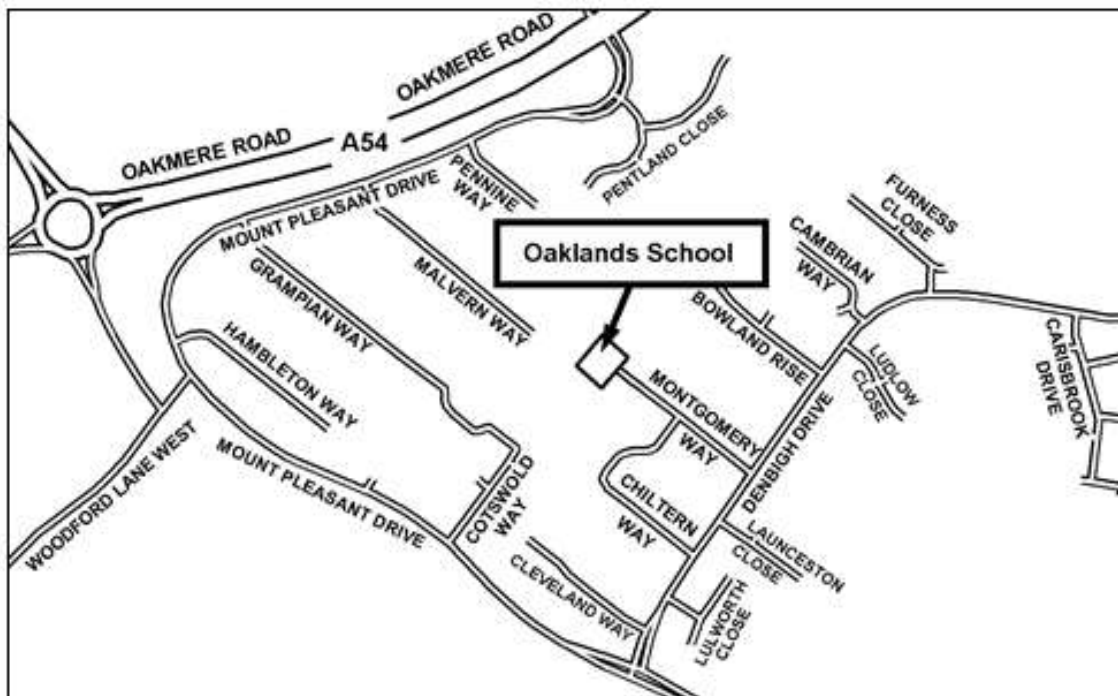 OAKMERE ROAD
OAKMERE ROAD
A54
MOUNT PLEASANT DRIVE
PENNINE
WAY
PENTLAND CLOSE
FURNESS
CLOSE
CAMBRIAN
WAY
Oaklands School
GRAMPIAN WAY
MALVERN WAY
BOWLAND RISE
LUDLOW
CLOSE
CARISBROOK
DRIVE
HAMBLETON WAY
MONTGOMERY
WAY
DENBIGH DRIVE
WOODFORD LANE WEST
MOUNT PLEASANT DRIVE
COTSWOLD
WAY
CHILTERN
WAY
LAUNCESTON
CLOSE
CLEVELAND WAY
LULWORTH
CLOSE